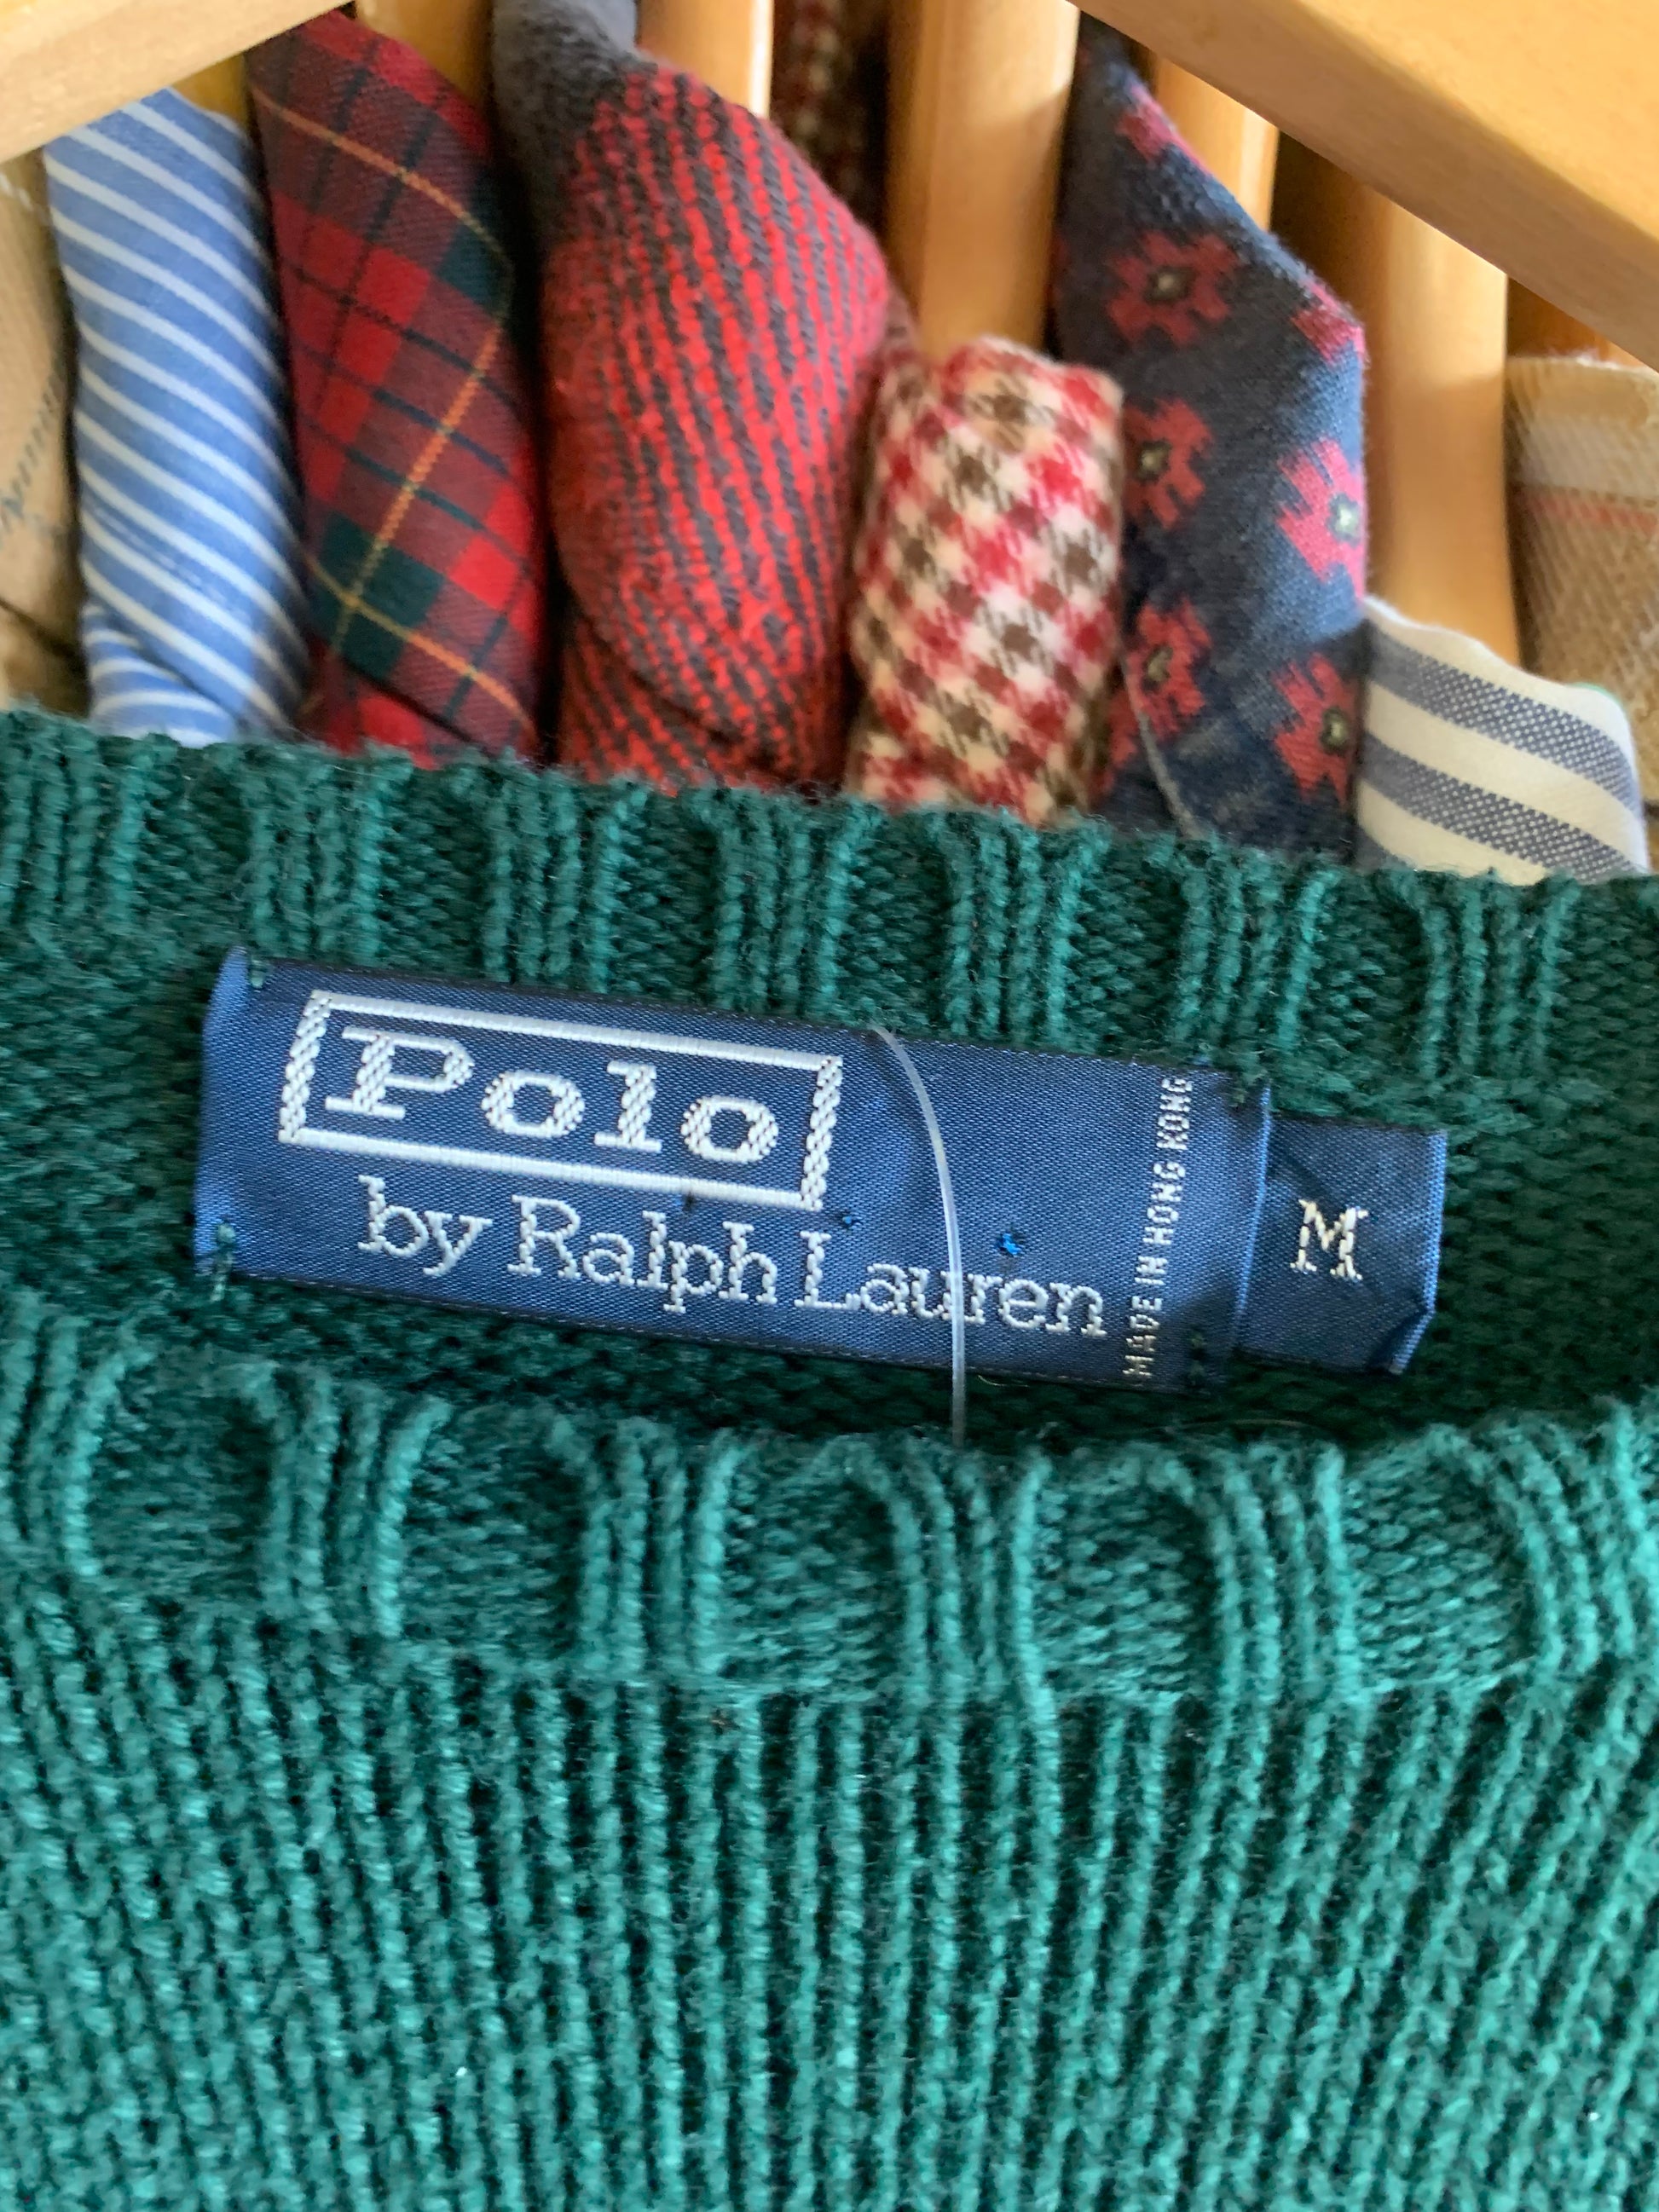 Polo
by Ralph Lauren
MADE IN HONG KONG
M